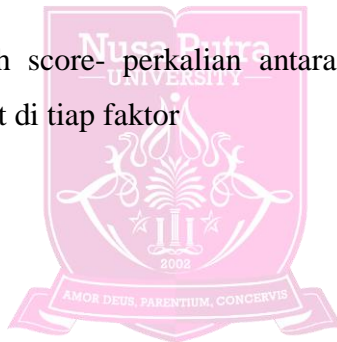 Nusa Putra
h score- perkalian antara
UNIVERSITY
t di tiap faktor
2002
AMOR DEUS, PARENTIUM, CONCERVIS